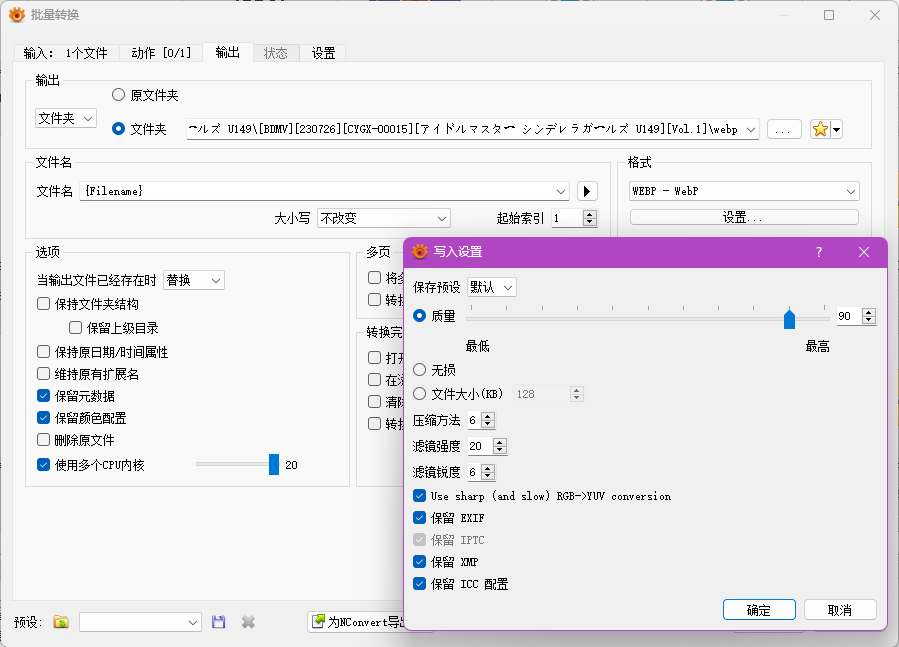 批量转换
输入： 1个文件
动作 [0/1]
输出
状态
设置
输出
文件夹
原文件夹
文件夹
ールズ U149\[BDMV][230726][CYGX-00015][アイドルマスター シンデレラガールズ U149][Vol.1]\webp
...
文件名
文件名
{Filename}
大小写
不改变
起始索引
1
格式
WEBP - WebP
设置...
选项
当输出文件已经存在时
替换
保持文件夹结构
保留上级目录
保持原日期/时间属性
维持原有扩展名
保留元数据
保留颜色配置
删除原文件
使用多个CPU内核
20
多页
转换完
打开
清除
预设:
为NConvert导出
写入设置
?
保存预设
默认
质量
90
最低
最高
无损
文件大小(KB)
128
压缩方法
6
滤镜强度
20
滤镜锐度
6
Use sharp (and slow) RGB->YUV conversion
保留 EXIF
保留 IPTC
保留 XMP
保留 ICC 配置
确定
取消